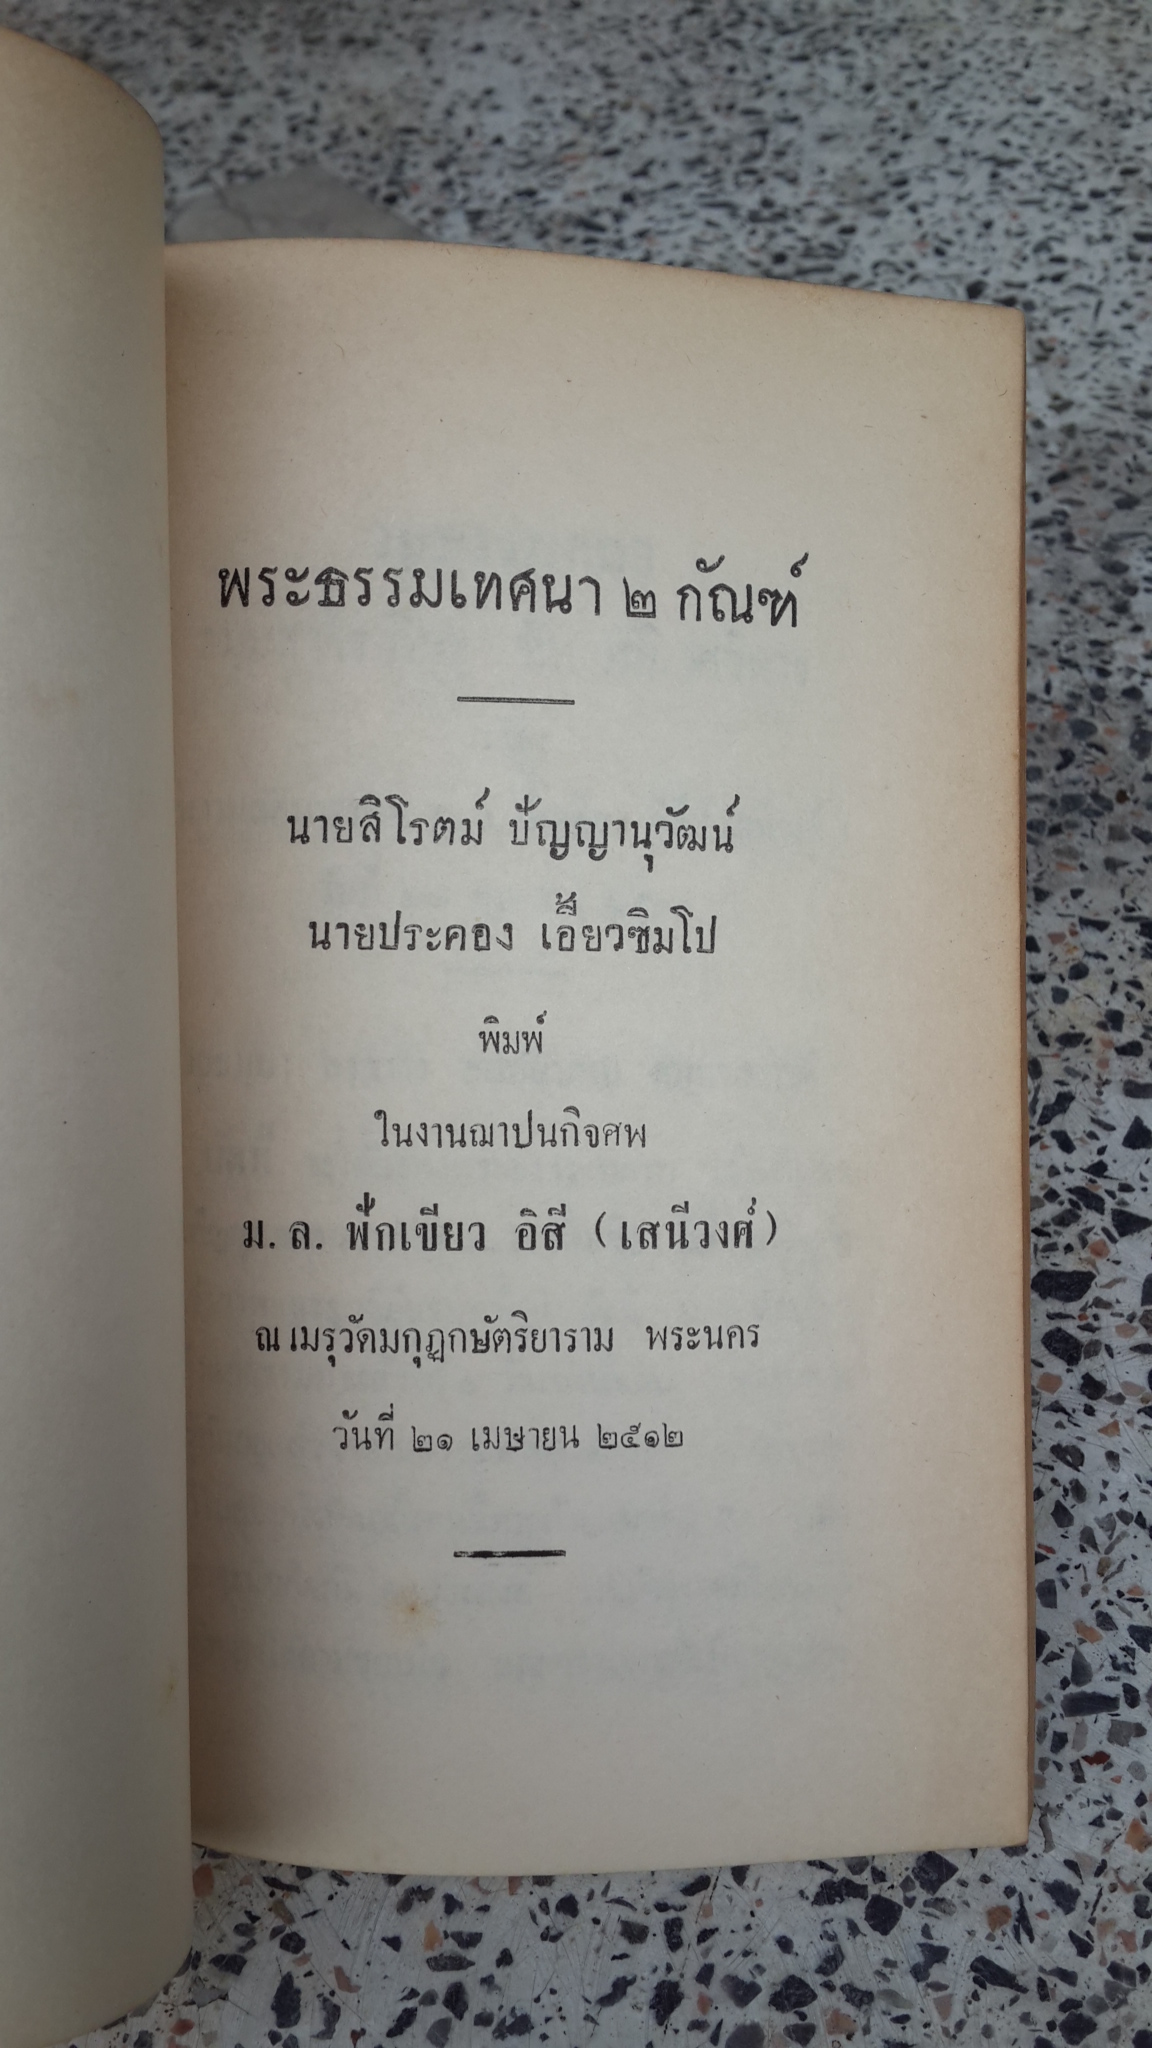 พระธรรมเทศนา ๒ กัณฑ์
นายสิโรตม์ ปัญญานุวัฒน์
นายประคอง เอี๊ยวซิมโป
พิมพ์
ในงานฌาปนกิจศพ
ม. ล. ฟักเขียว อิสี (เสนีวงศ์)
ณ เมรุวัดมกุฏกษัตริยาราม พระนคร
วันที่ ๒๑ เมษายน ๒๕๑๒